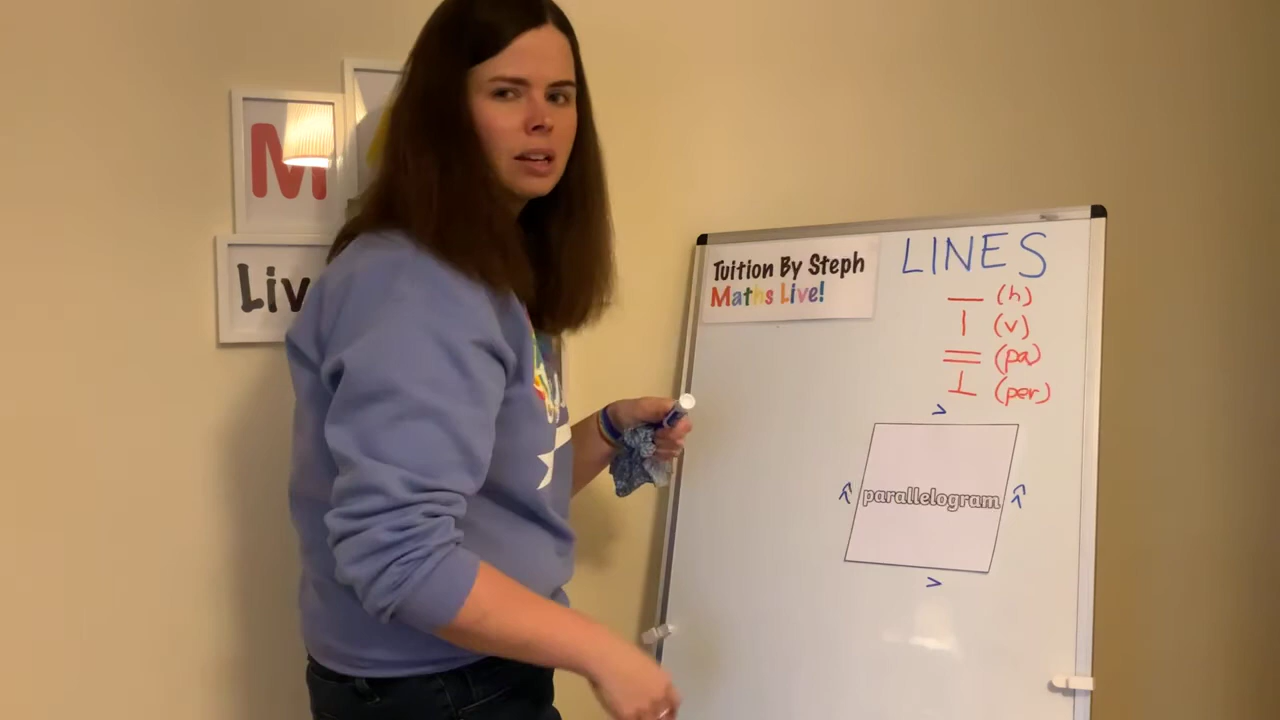 M
Liv
Tuition By Steph
Maths Live!
LINES
(h)
(v)
(pa)
(per)
parallelogram